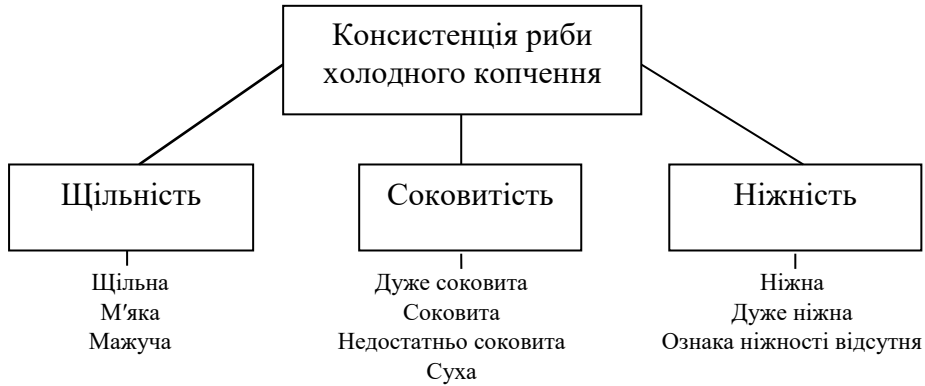 Консистенція риби
холодного копчення
Щільність
Соковитість
Ніжність
Щільна
М'яка
Мажуча
Дуже соковита
Соковита
Недостатньо соковита
Суха
Ніжна
Дуже ніжна
Ознака ніжності відсутня